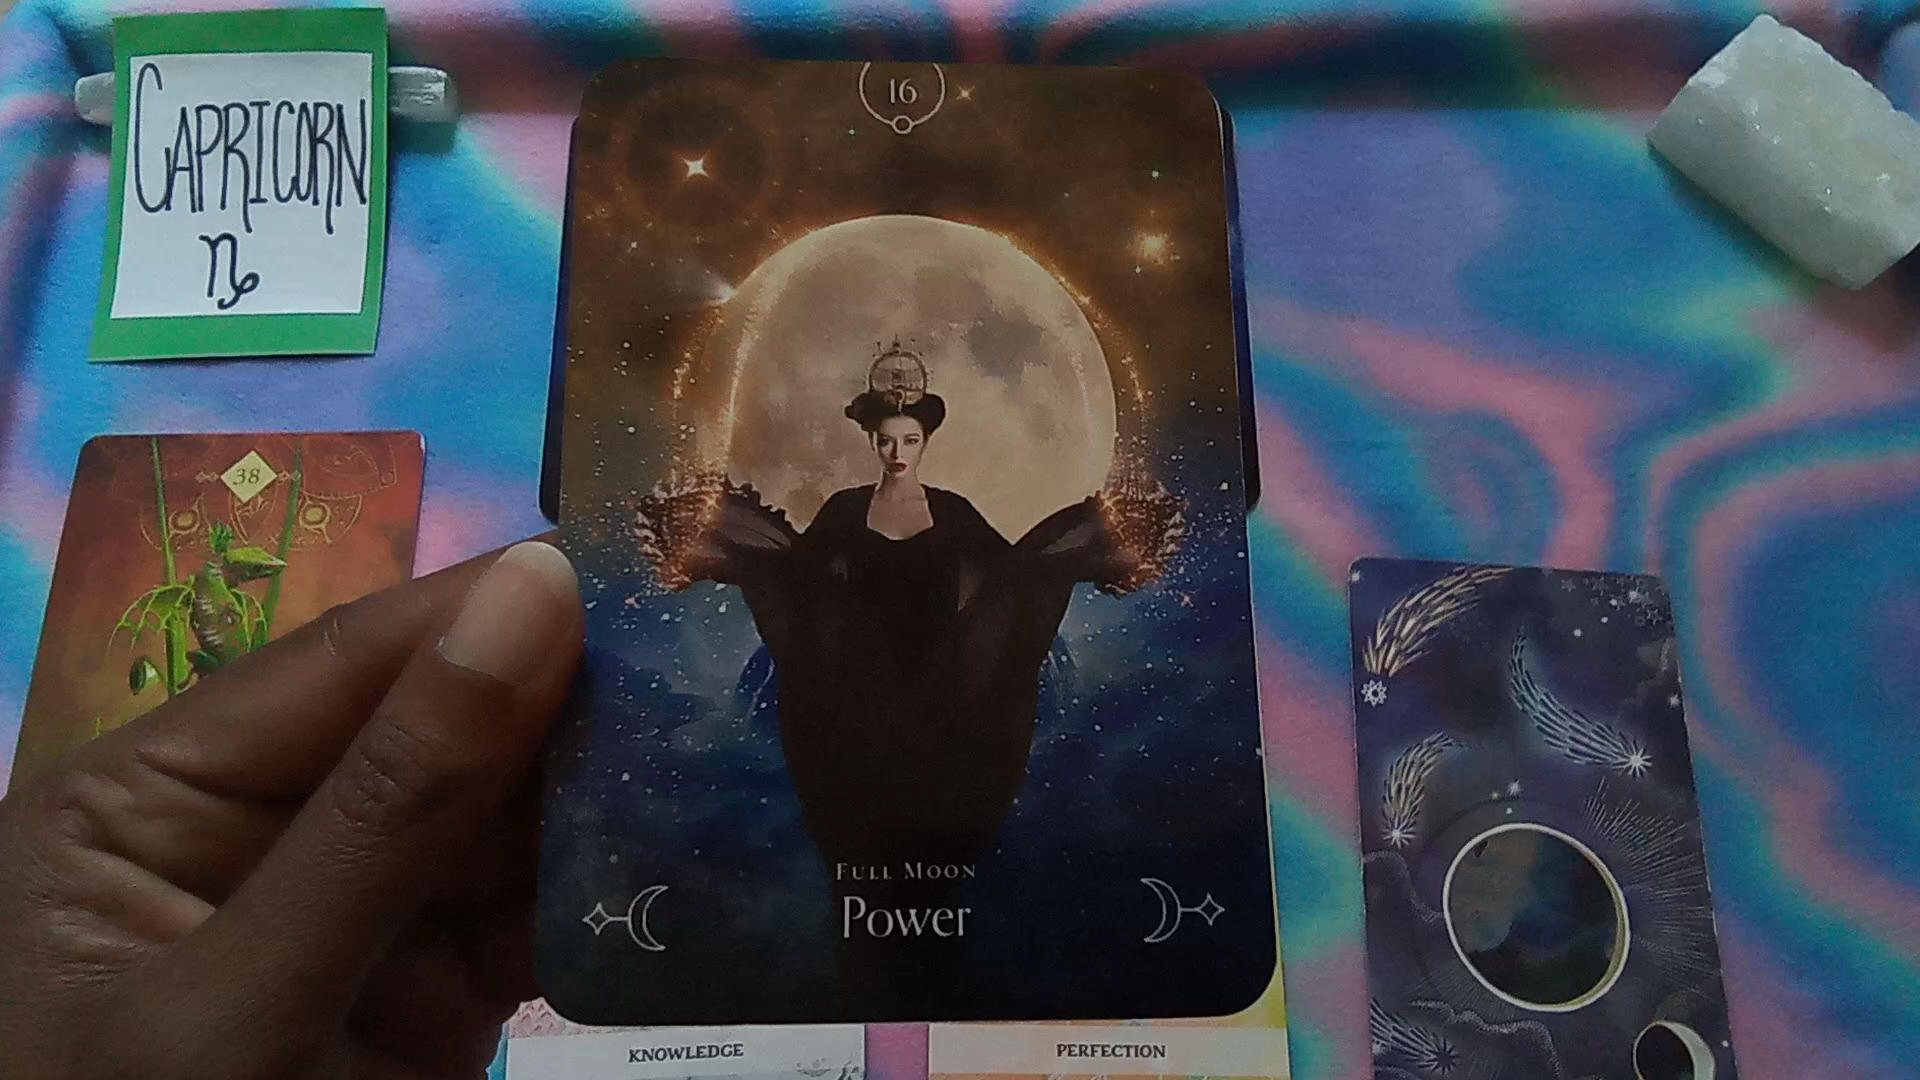 CAPRICORN
♑
16
38
FULL MOON
POWER
KNOWLEDGE
PERFECTION